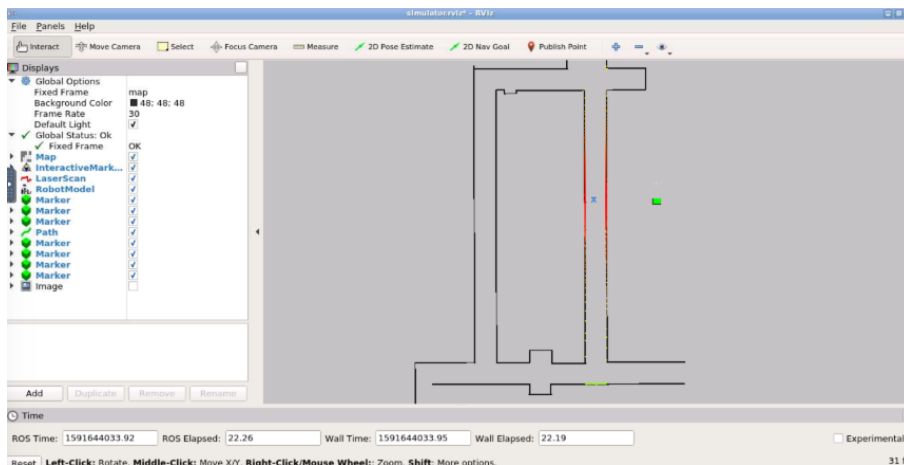 simulator.rviz* - RViz
File Panels Help
Interact Move Camera Select Focus Camera Measure 2D Pose Estimate 2D Nav Goal Publish Point
Displays
Global Options
Fixed Frame map
Background Color 48; 48; 48
Frame Rate 30
Default Light
Global Status: Ok
Fixed Frame OK
Map
InteractiveMark...
LaserScan
RobotModel
Marker
Marker
Marker
Path
Marker
Marker
Marker
Marker
Image
Add Duplicate Remove Rename
Time
ROS Time: 1591644033.92 ROS Elapsed: 22.26 Wall Time: 1591644033.95 Wall Elapsed: 22.19 Experimental
Reset Left-Click: Rotate. Middle-Click: Move X/Y. Right-Click/Mouse Wheel:: Zoom. Shift: More options. 31